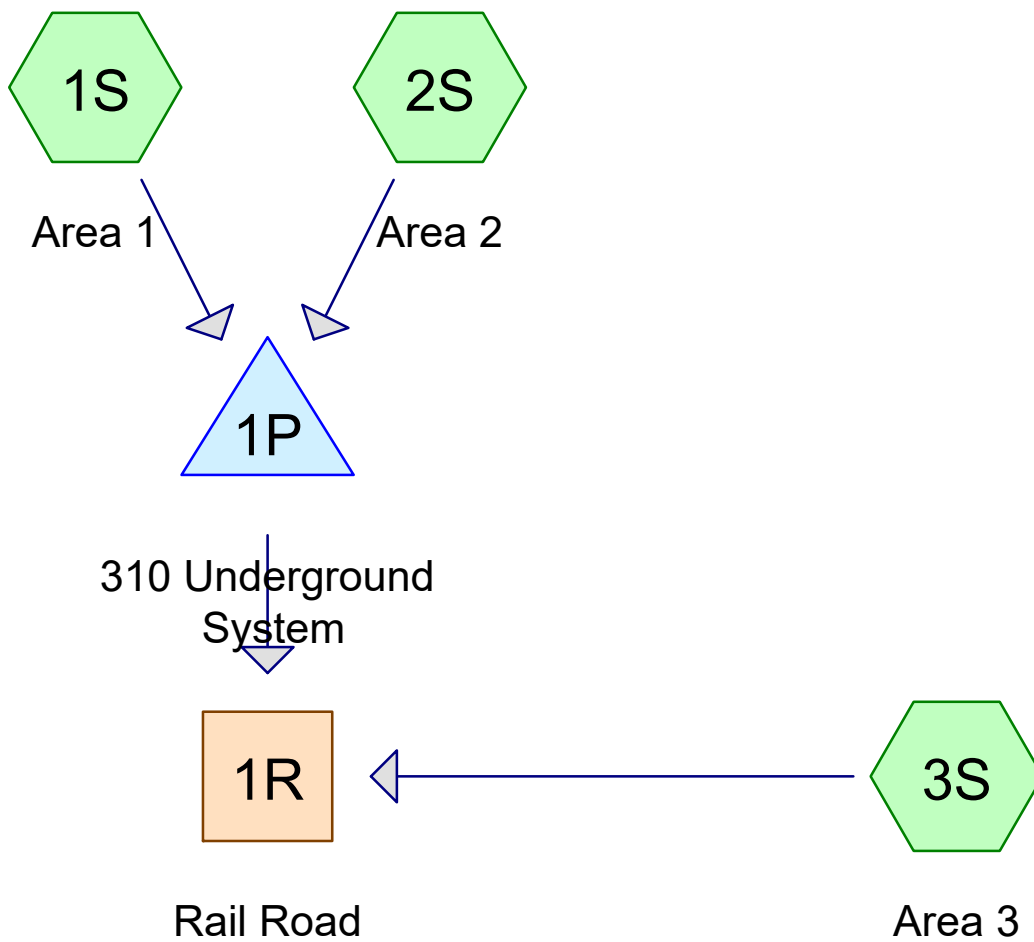 1S
2S
Area 1
Area 2
1P
310 Underground
System
1R
3S
Rail Road
Area 3